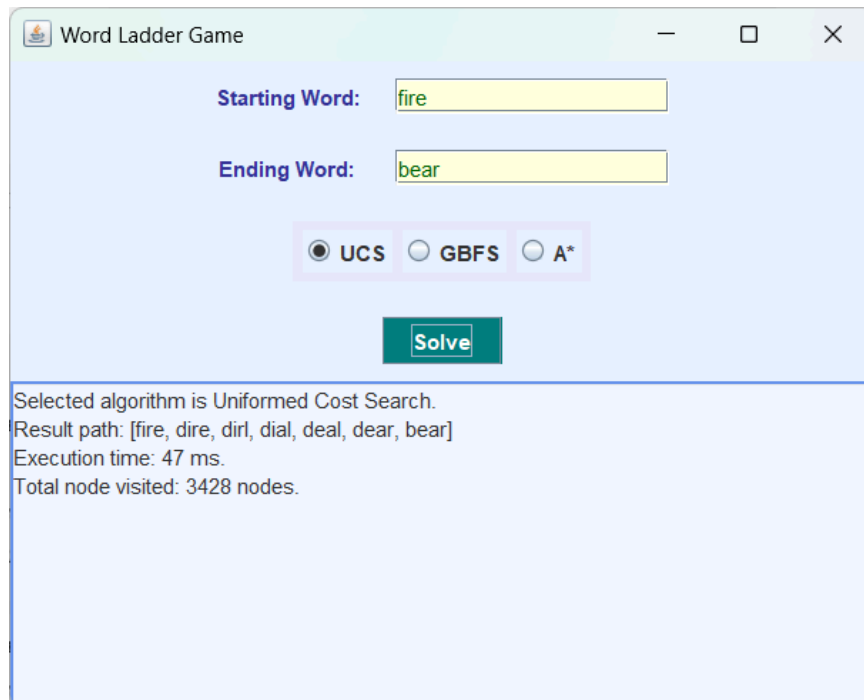 Word Ladder Game
Starting Word: fire
Ending Word: bear
UCS GBFS A*
Solve
Selected algorithm is Uniformed Cost Search.
Result path: [fire, dire, dirl, dial, deal, dear, bear]
Execution time: 47 ms.
Total node visited: 3428 nodes.